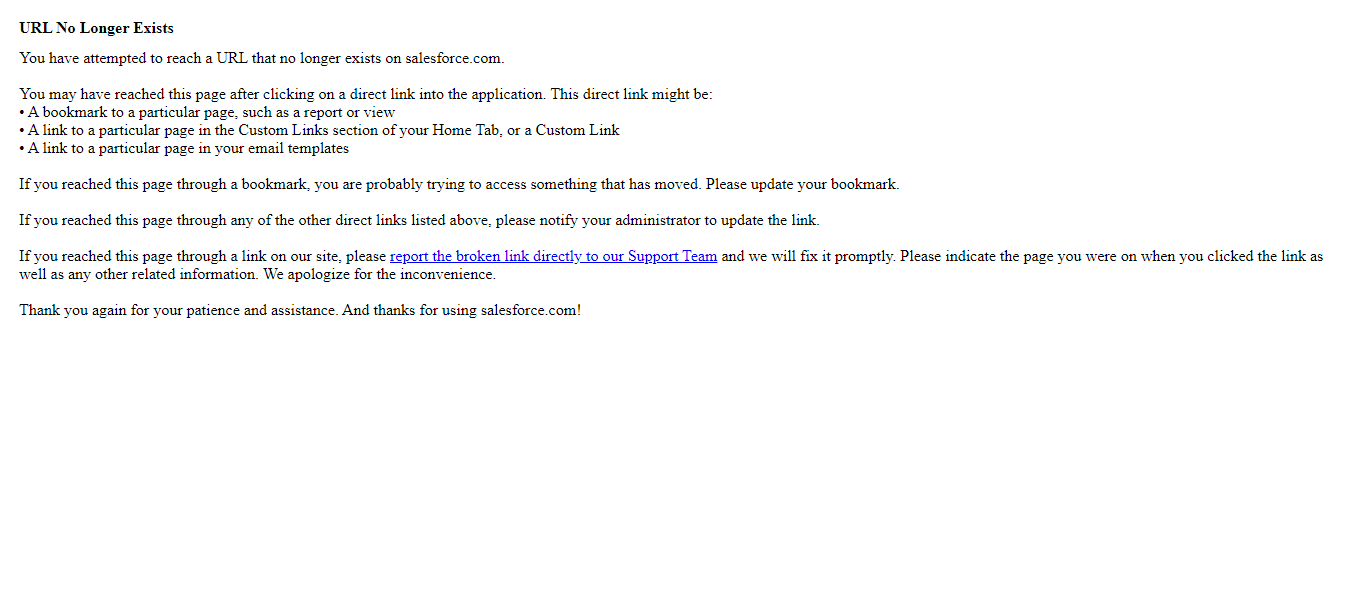 URL No Longer Exists
You have attempted to reach a URL that no longer exists on salesforce.com.
You may have reached this page after clicking on a direct link into the application. This direct link might be:
• A bookmark to a particular page, such as a report or view
• A link to a particular page in the Custom Links section of your Home Tab, or a Custom Link
• A link to a particular page in your email templates
If you reached this page through a bookmark, you are probably trying to access something that has moved. Please update your bookmark.
If you reached this page through any of the other direct links listed above, please notify your administrator to update the link.
If you reached this page through a link on our site, please report the broken link directly to our Support Team and we will fix it promptly. Please indicate the page you were on when you clicked the link as
well as any other related information. We apologize for the inconvenience.
Thank you again for your patience and assistance. And thanks for using salesforce.com!